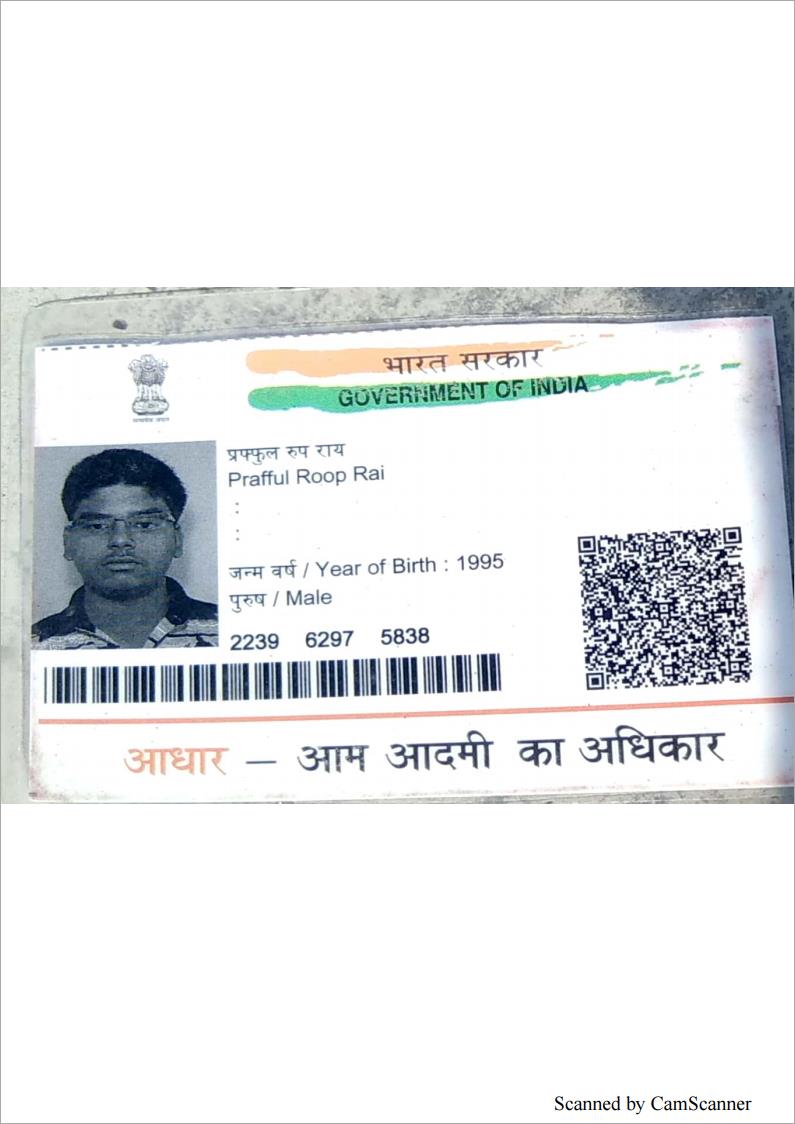 भारत सरकार
GOVERNMENT OF INDIA
प्रफ्फुल रुप राय
Prafful Roop Rai
:
:
जन्म वर्ष / Year of Birth : 1995
पुरुष / Male
2239 6297 5838
आधार — आम आदमी का अधिकार
Scanned by CamScanner